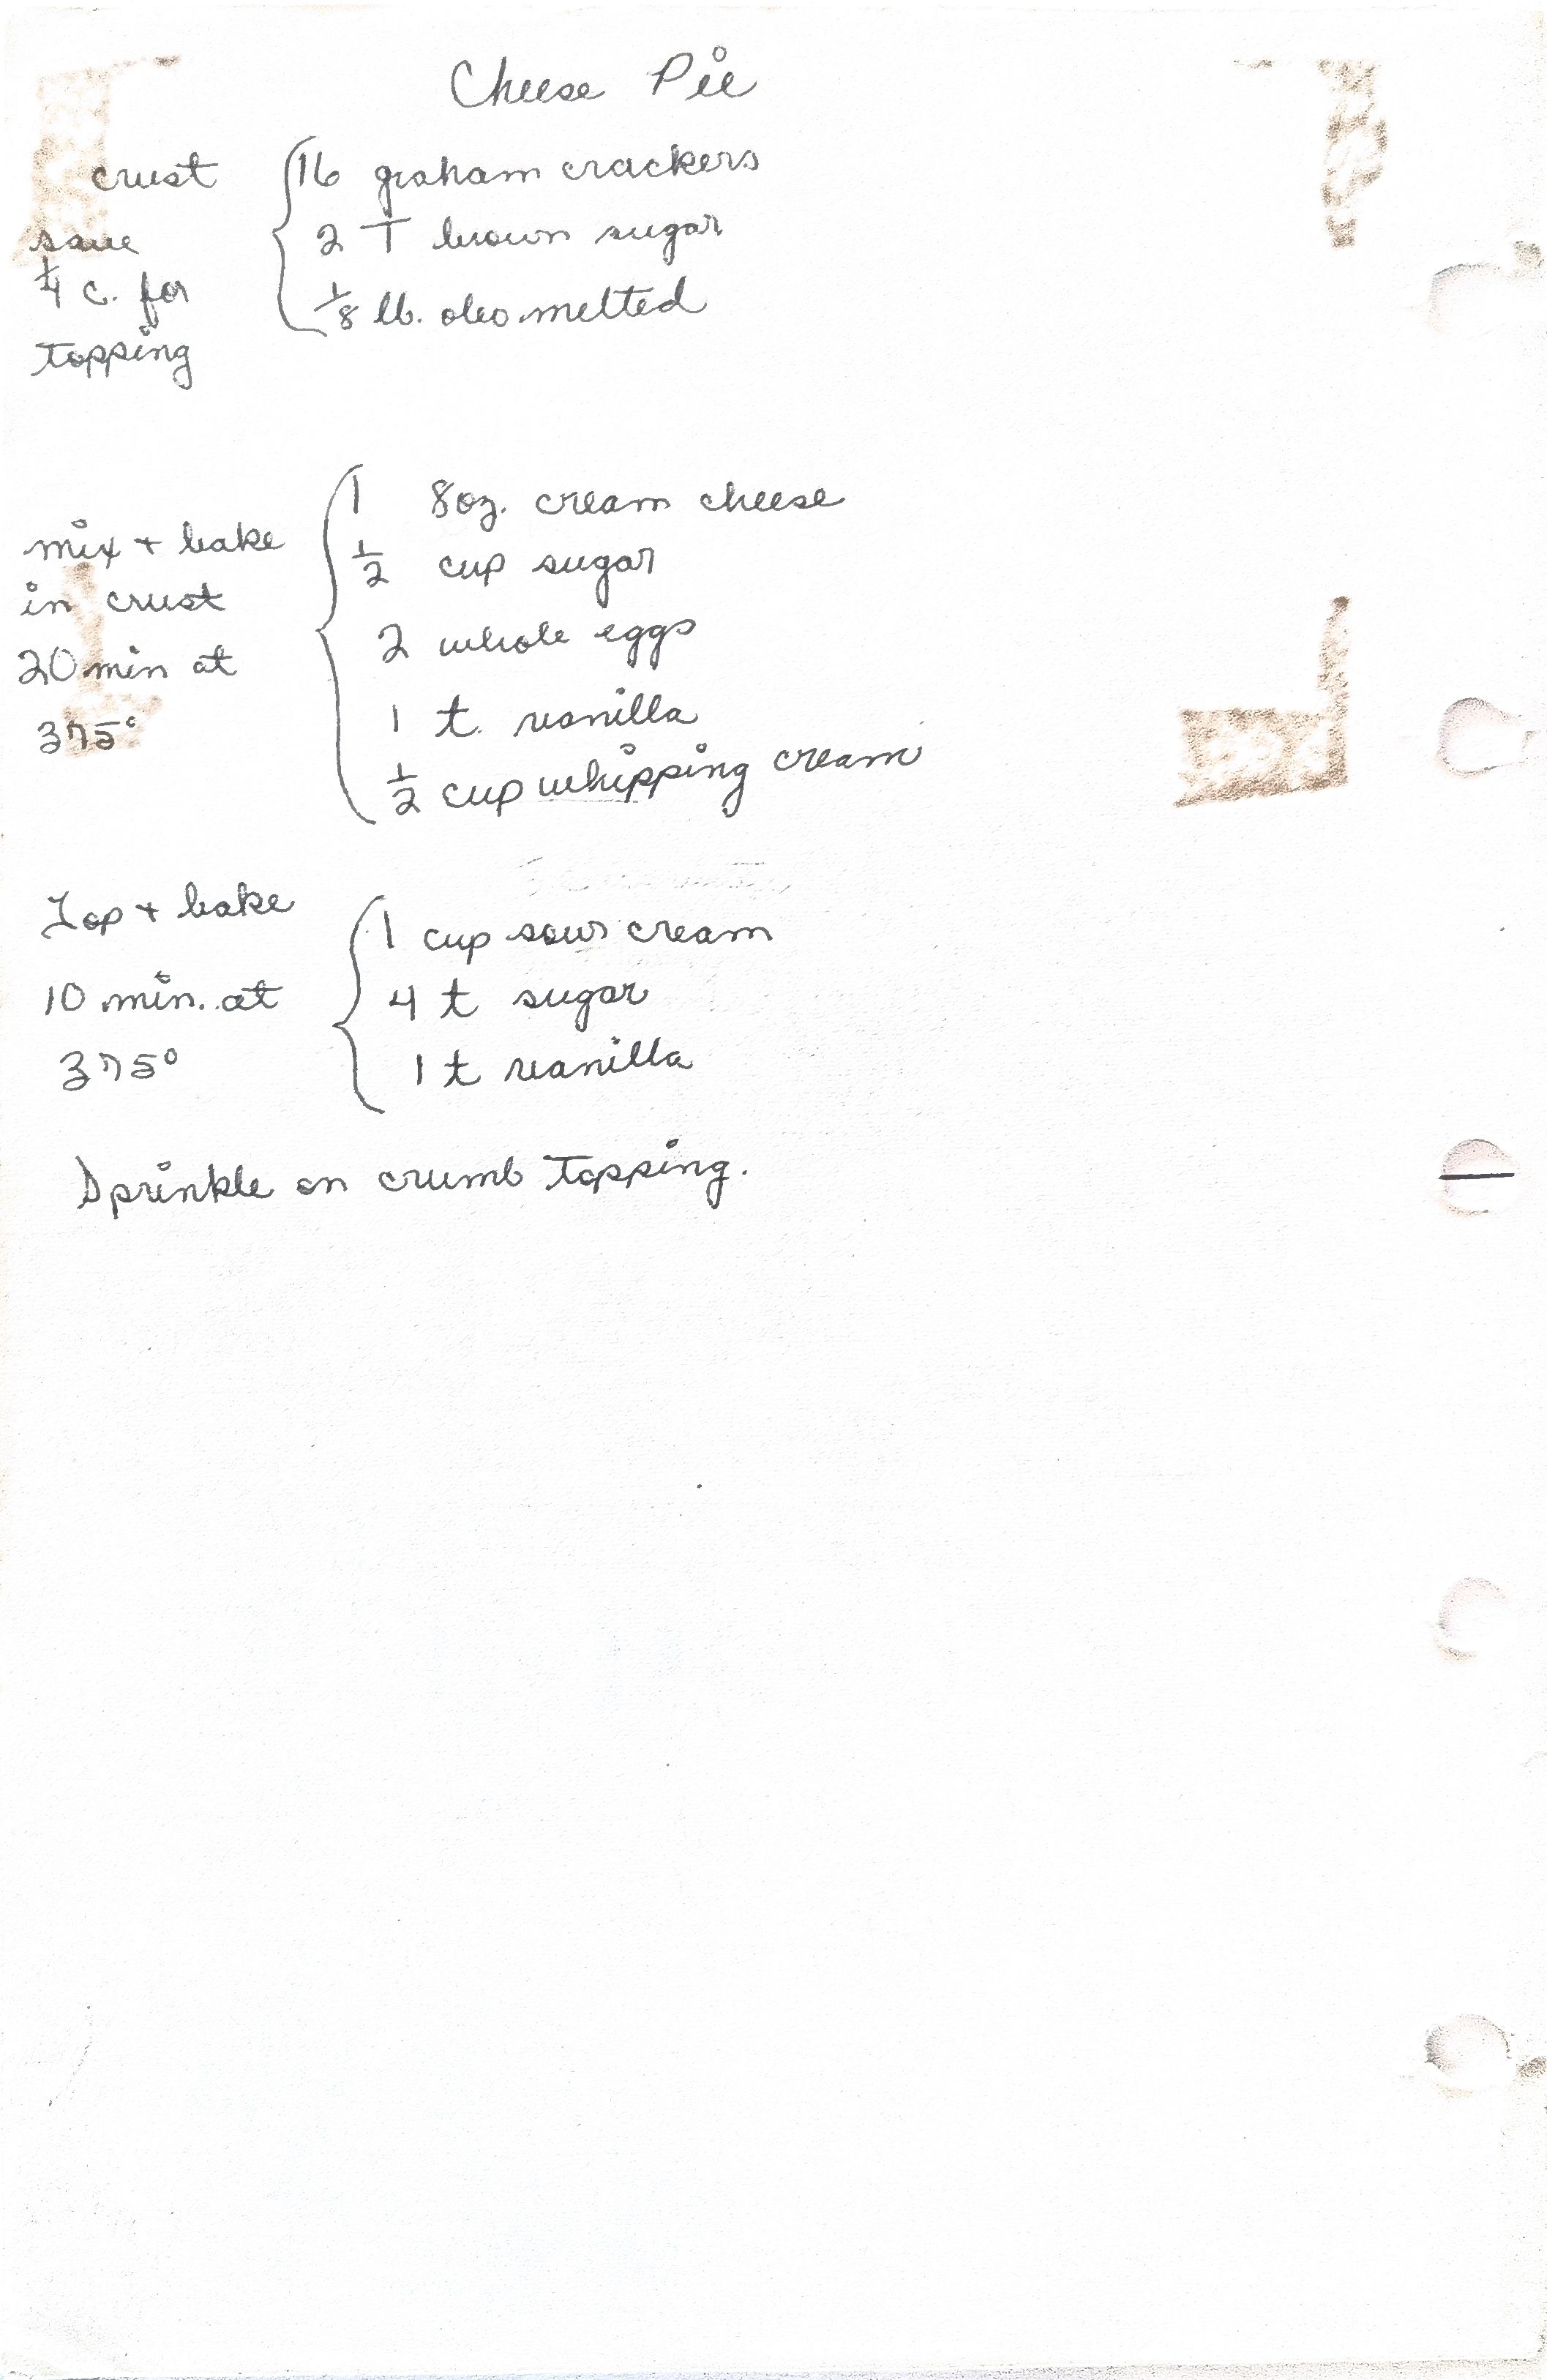 Cheese Pie
crust
save
1/4 c. for
topping
16 graham crackers
2 T brown sugar
1/8 lb. oleo melted
mix + bake
in crust
20 min at
375°
1 8oz. cream cheese
1/2 cup sugar
2 whole eggs
1 t. vanilla
1/2 cup whipping cream
Top + bake
10 min. at
375°
1 cup sour cream
4 t sugar
1 t vanilla
Sprinkle on crumb topping.